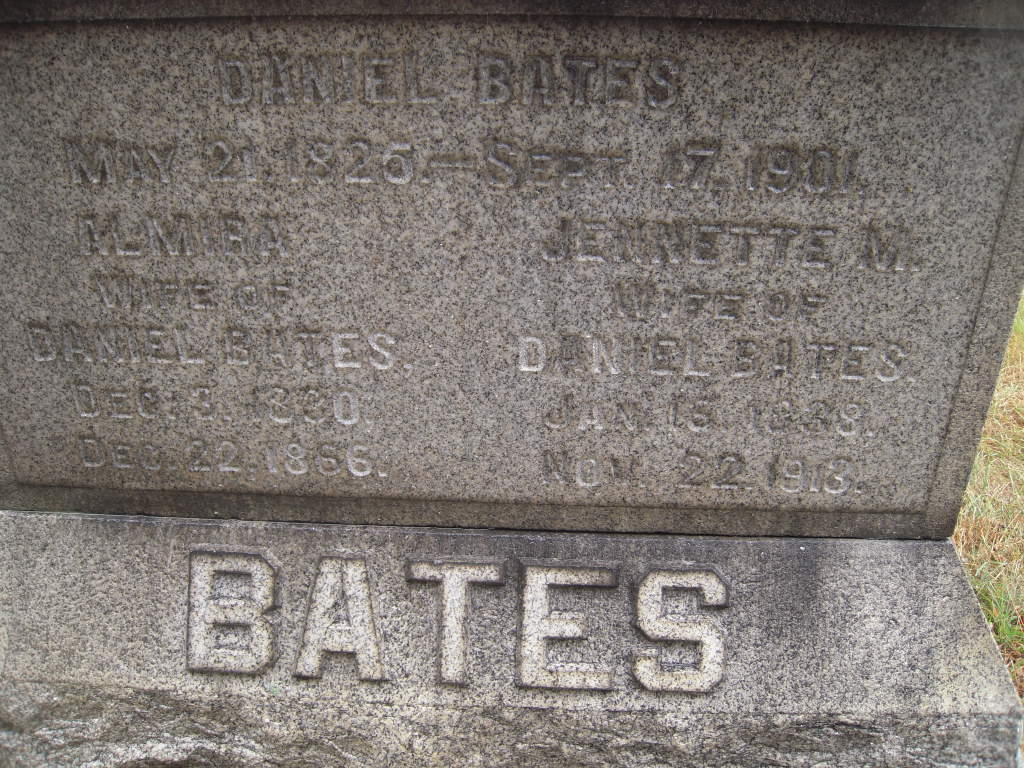 DANIEL BATES
MAY 21. 1825.—SEPT. 17. 1901.
ALMIRA
WIFE OF
DANIEL BATES.
DEC. 3. 1830.
DEC. 22. 1866.
JENNETTE M.
WIFE OF
DANIEL BATES.
JAN. 15. 1838.
NOV. 22. 1913.
BATES